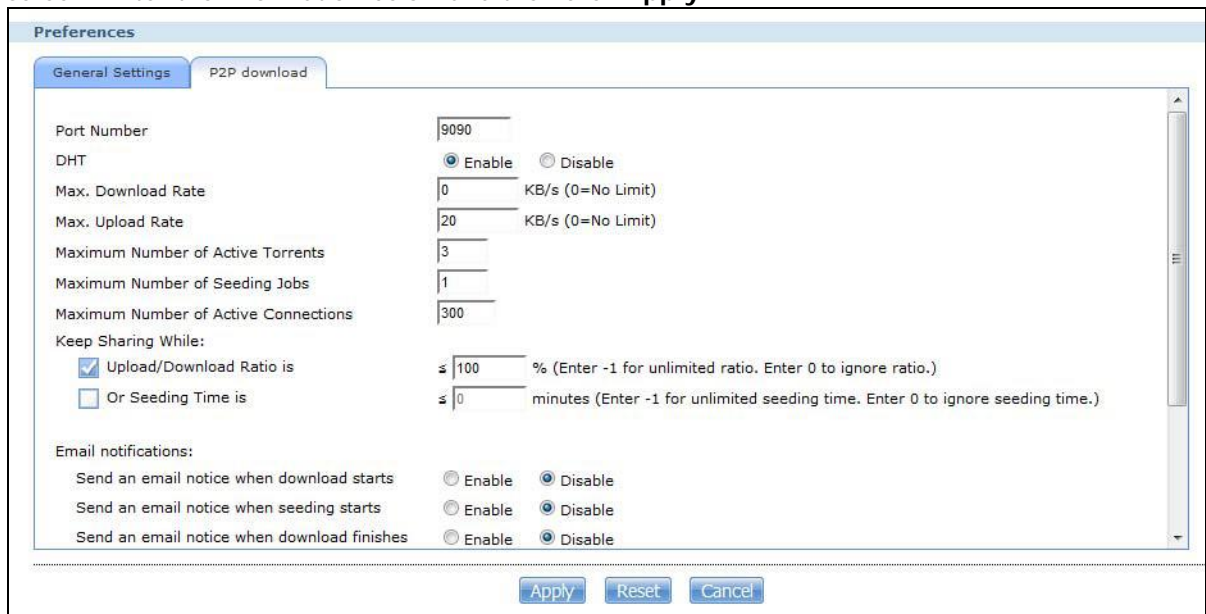 Preferences
General Settings P2P download
Port Number 9090
DHT Enable Disable
Max. Download Rate 0 KB/s (0=No Limit)
Max. Upload Rate 20 KB/s (0=No Limit)
Maximum Number of Active Torrents 3
Maximum Number of Seeding Jobs 1
Maximum Number of Active Connections 300
Keep Sharing While:
Upload/Download Ratio is ≤ 100 % (Enter -1 for unlimited ratio. Enter 0 to ignore ratio.)
Or Seeding Time is ≤ 0 minutes (Enter -1 for unlimited seeding time. Enter 0 to ignore seeding time.)
Email notifications:
Send an email notice when download starts Enable Disable
Send an email notice when seeding starts Enable Disable
Send an email notice when download finishes Enable Disable
Apply Reset Cancel